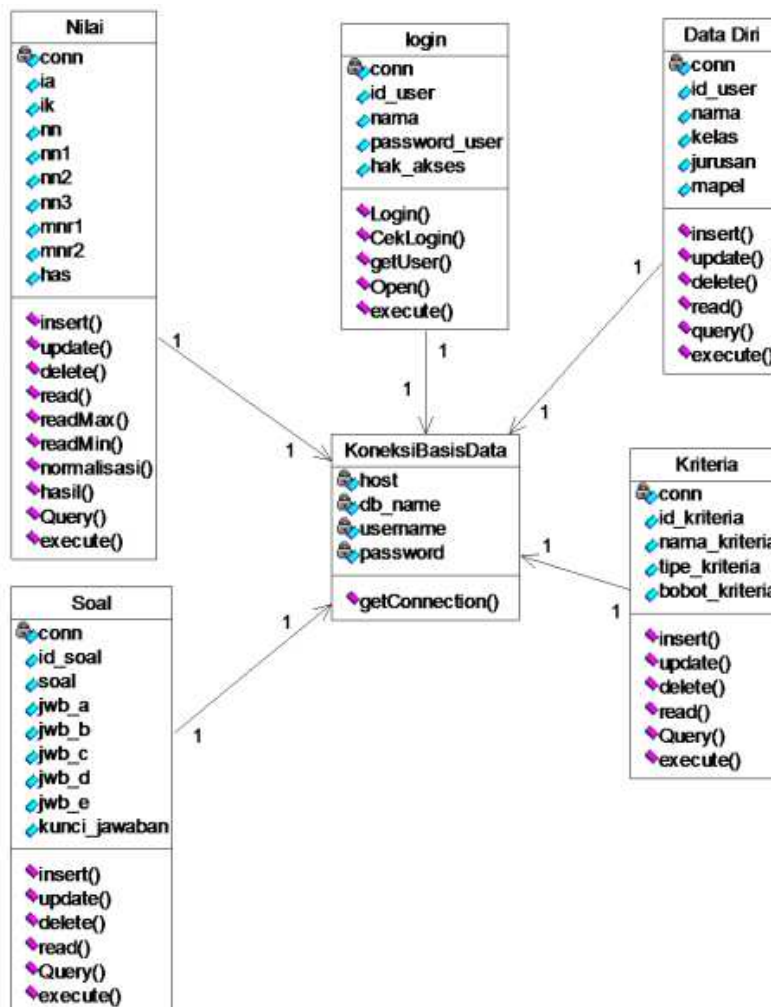 Nilai
conn
ia
ik
nn
nn1
nn2
nn3
mnr1
mnr2
has
insert()
update()
delete()
read()
readMax()
readMin()
normalisasi()
hasil()
Query()
execute()
login
conn
id_user
nama
password_user
hak_akses
Login()
CekLogin()
getUser()
Open()
execute()
Data Diri
conn
id_user
nama
kelas
jurusan
mapel
insert()
update()
delete()
read()
query()
execute()
1
1
1
1
1
1
KoneksiBasisData
host
db_name
username
password
getConnection()
Kriteria
conn
id_kriteria
nama_kriteria
tipe_kriteria
bobot_kriteria
insert()
update()
delete()
read()
Query()
execute()
1
1
1
1
Soal
conn
id_soal
soal
jwb_a
jwb_b
jwb_c
jwb_d
jwb_e
kunci_jawaban
insert()
update()
delete()
read()
Query()
execute()